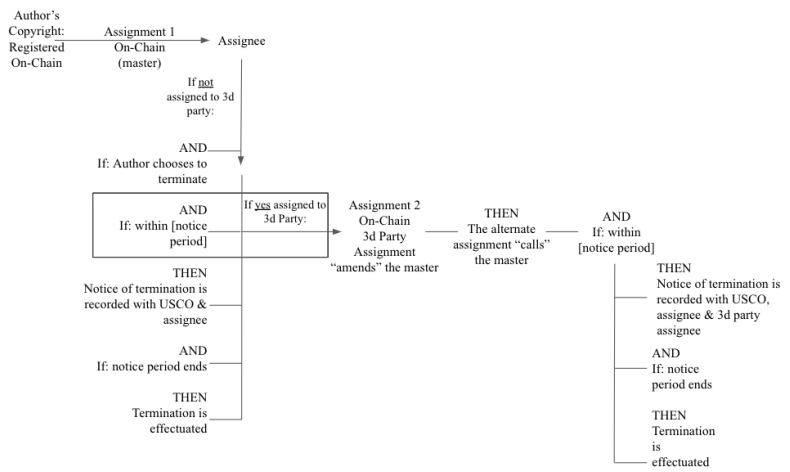 Author's
Copyright:
Registered
On-Chain
Assignment 1
On-Chain
(master)
Assignee
If not
assigned to 3d
party:
AND
If: Author chooses to
terminate
AND
If: within [notice
period]
If yes assigned to
3d Party:
Assignment 2
On-Chain
3d Party
Assignment
“amends” the master
THEN
The alternate
assignment “calls”
the master
AND
If: within
[notice period]
THEN
Notice of termination is
recorded with USCO &
assignee
AND
If: notice period ends
THEN
Termination is
effectuated
THEN
Notice of termination is
recorded with USCO,
assignee & 3d party
assignee
AND
If: notice
period ends
THEN
Termination
is
effectuated